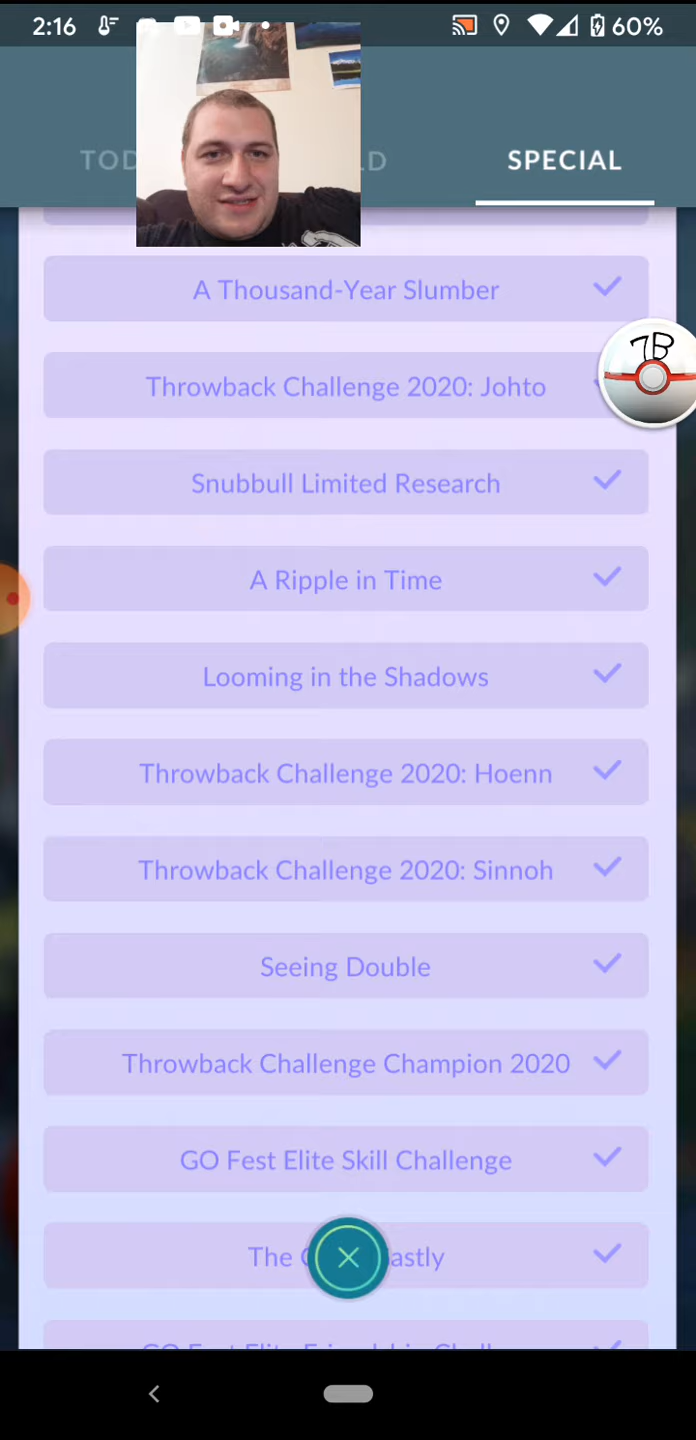 2:16
60%
TOD
LD
SPECIAL
A Thousand-Year Slumber
7B
Throwback Challenge 2020: Johto
Snubbull Limited Research
A Ripple in Time
Looming in the Shadows
Throwback Challenge 2020: Hoenn
Throwback Challenge 2020: Sinnoh
Seeing Double
Throwback Challenge Champion 2020
GO Fest Elite Skill Challenge
The G astly